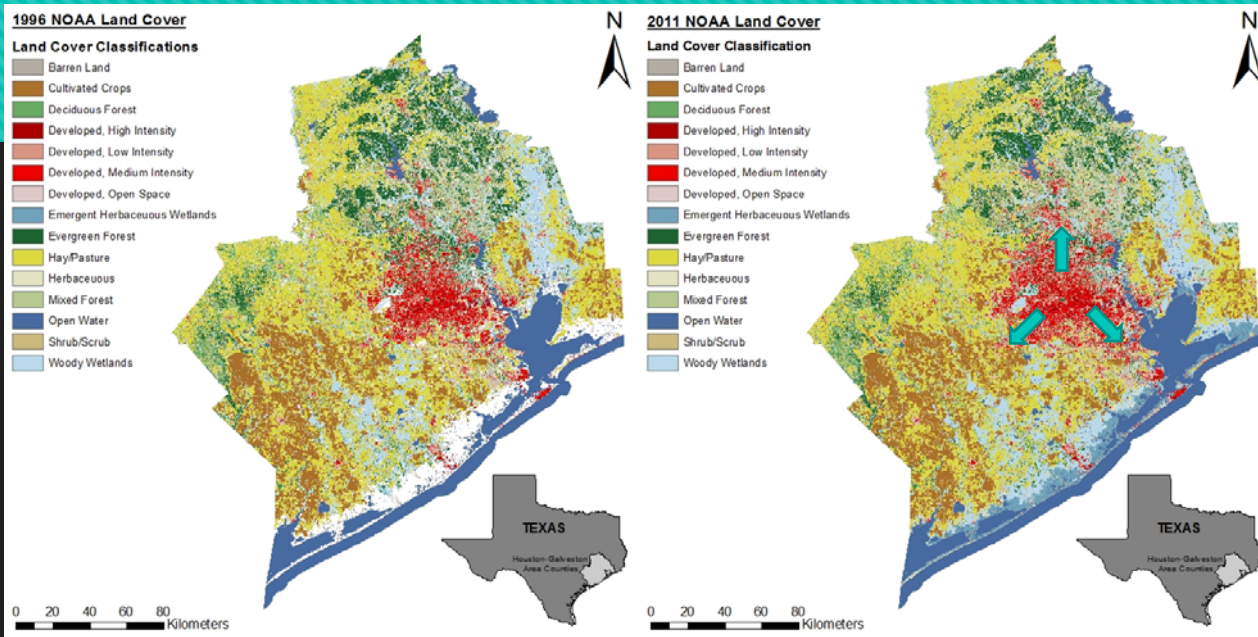 1996 NOAA Land Cover
N
Land Cover Classifications
Barren Land
Cultivated Crops
Deciduous Forest
Developed, High Intensity
Developed, Low Intensity
Developed, Medium Intensity
Developed, Open Space
Emergent Herbaceuous Wetlands
Evergreen Forest
Hay/Pasture
Herbaceuous
Mixed Forest
Open Water
Shrub/Scrub
Woody Wetlands
TEXAS
Houston-Galveston
Area Counties
0 20 40 60 80
Kilometers
2011 NOAA Land Cover
N
Land Cover Classification
Barren Land
Cultivated Crops
Deciduous Forest
Developed, High Intensity
Developed, Low Intensity
Developed, Medium Intensity
Developed, Open Space
Emergent Herbaceuous Wetlands
Evergreen Forest
Hay/Pasture
Herbaceuous
Mixed Forest
Open Water
Shrub/Scrub
Woody Wetlands
TEXAS
Houston-Galveston
Area Counties
0 20 40 60 80
Kilometers